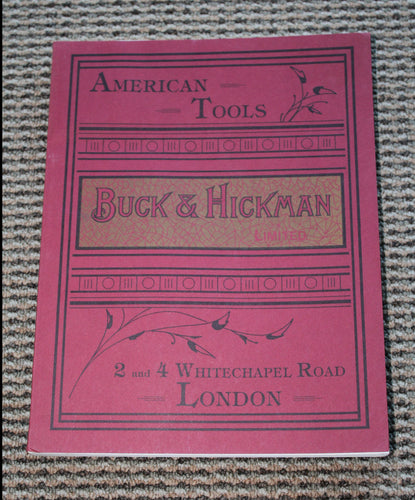 AMERICAN
TOOLS
BUCK & HICKMAN
LIMITED
2 and 4 WHITECHAPEL ROAD
LONDON